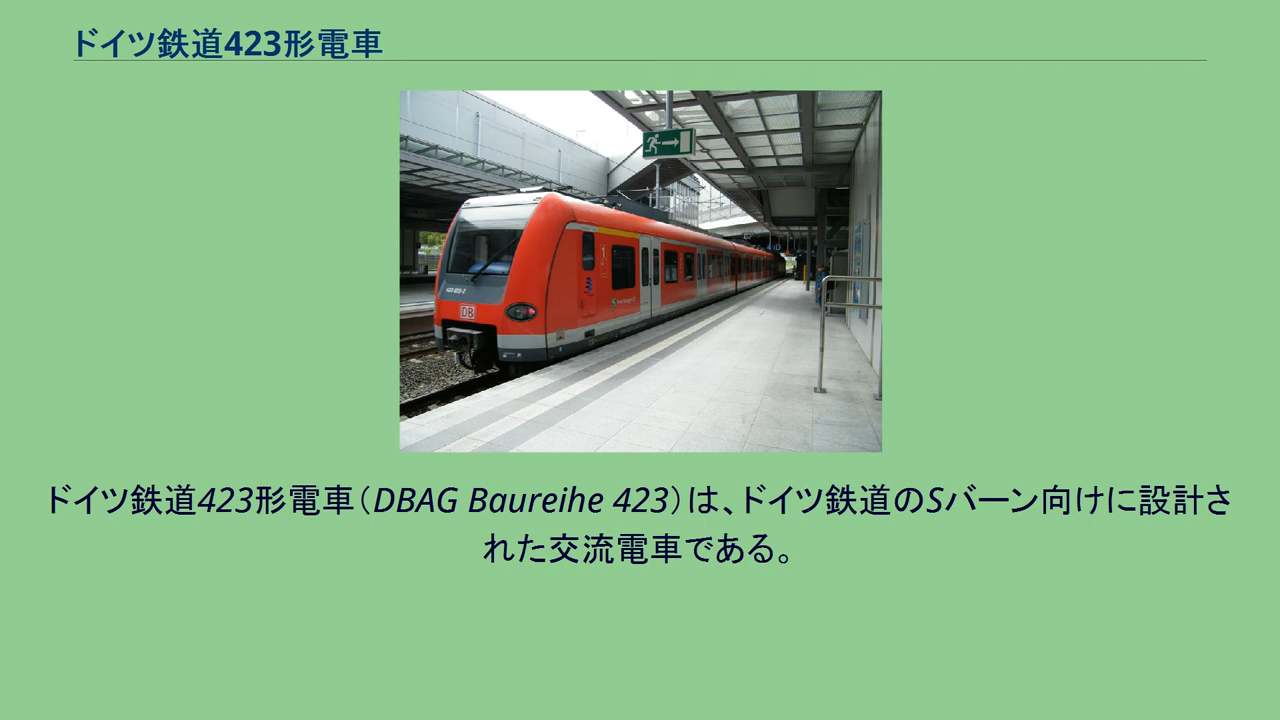 ドイツ鉄道423形電車
1
DB
ドイツ鉄道423形電車（DBAG Baureihe 423）は、ドイツ鉄道のSバーン向けに設計さ
れた交流電車である。